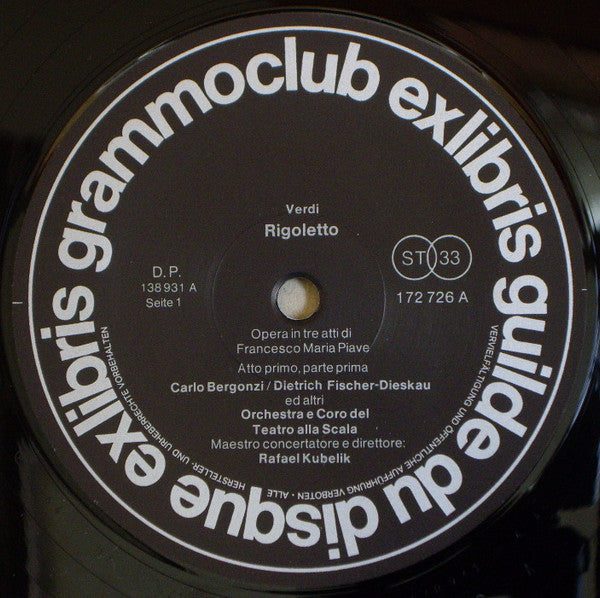 grammoclub exlibris guilde du disque exlibris
Verdi
Rigoletto
D. P.
138 931 A
Seite 1
ST 33
172 726 A
Opera in tre atti di
Francesco Maria Piave
Atto primo, parte prima
Carlo Bergonzi / Dietrich Fischer-Dieskau
ed altri
Orchestra e Coro del
Teatro alla Scala
Maestro concertatore e direttore:
Rafael Kubelik
ALLE HERSTELLER- UND URHEBERRECHTE VORBEHALTEN
VERVIELFÄLTIGUNG UND ÖFFENTLICHE AUFFÜHRUNG VERBOTEN •